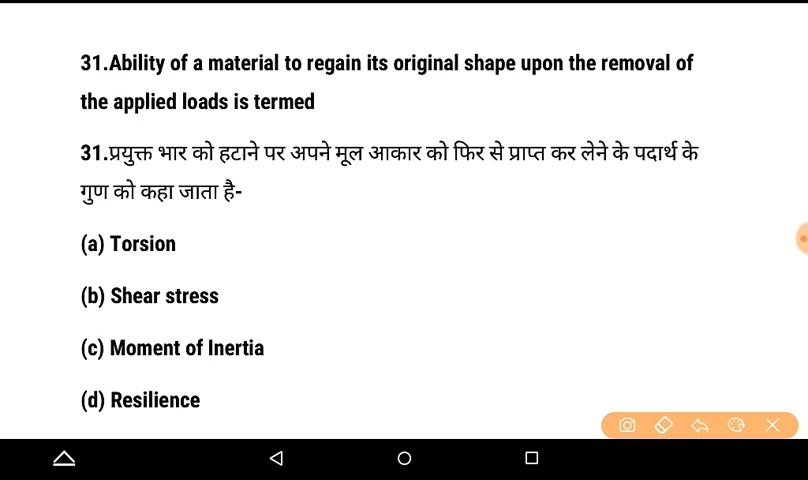 31.Ability of a material to regain its original shape upon the removal of
the applied loads is termed
31.प्रयुक्त भार को हटाने पर अपने मूल आकार को फिर से प्राप्त कर लेने के पदार्थ के
गुण को कहा जाता है-
(a) Torsion
(b) Shear stress
(c) Moment of Inertia
(d) Resilience